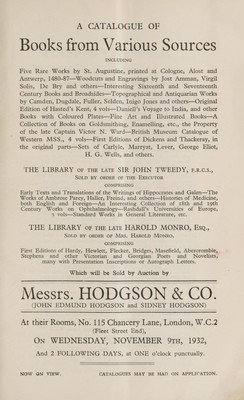 A CATALOGUE OF
Books from Various Sources
INCLUDING
Five Rare Works by St. Augustine, printed at Cologne, Alost and
Antwerp, 1480-87—Woodcuts and Engravings by Jost Amman, Virgil
Solis, De Bry and others—Interesting Sixteenth and Seventeenth
Century Books and Broadsides—Topographical and Antiquarian Works
by Camden, Dugdale, Fuller, Selden, Inigo Jones and others—Original
Edition of Hasted's Kent, 4 vols—Daniell's Voyage to India, and other
Books with Coloured Plates—Fine Art and Illustrated Books—A
Collection of Books on Goldsmithing, Enamelling, etc., the Property
of the late Captain Victor N. Ward—British Museum Catalogue of
Western MSS., 4 vols—First Editions of Dickens and Thackeray, in
the original parts—Sets of Carlyle, Marryat, Lever, George Eliot,
H. G. Wells, and others.
THE LIBRARY OF THE LATE SIR JOHN TWEEDY, F.R.C.S.,
SOLD BY ORDER OF THE EXECUTOR
COMPRISING
Early Texts and Translations of the Writings of Hippocrates and Galen—The
Works of Ambrose Parey, Haller, Freind, and others—Histories of Medicine,
both English and Foreign—An Interesting Collection of 18th and 19th
Century Works on Ophthalmology—Rashdall's Universities of Europe,
3 vols—Standard Works in General Literature, etc.
THE LIBRARY OF THE LATE HAROLD MONRO, ESQ.,
SOLD BY ORDER OF MRS. HAROLD MONRO,
COMPRISING
First Editions of Hardy, Hewlett, Flecker, Bridges, Masefield, Abercrombie,
Stephens and other Victorian and Georgian Poets and Novelists,
many with Presentation Inscriptions or Autograph Letters.
Which will be Sold by Auction by
Messrs. HODGSON & CO.
(JOHN EDMUND HODGSON and SIDNEY HODGSON)
At their Rooms, No. 115 Chancery Lane, London, W.C.2
(Fleet Street End),
ON WEDNESDAY, NOVEMBER 9TH, 1932,
And 2 FOLLOWING DAYS, at ONE o'clock punctually.
NOW ON VIEW. CATALOGUES MAY BE HAD ON APPLICATION.